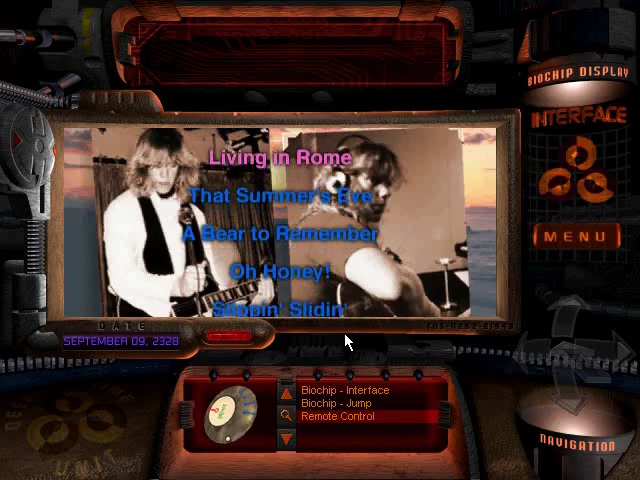 BIOCHIP DISPLAY
INTERFACE
MENU
Living in Rome
That Summer's Eve
A Bear to Remember
Oh Honey!
Slippin' Slidin'
DATE
SEPTEMBER 09, 2328
Biochip - Interface
Biochip - Jump
Remote Control
NAVIGATION